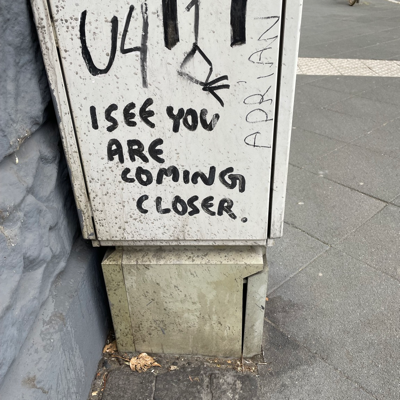 U4
ADRIAN
I SEE YOU
ARE
COMING
CLOSER.